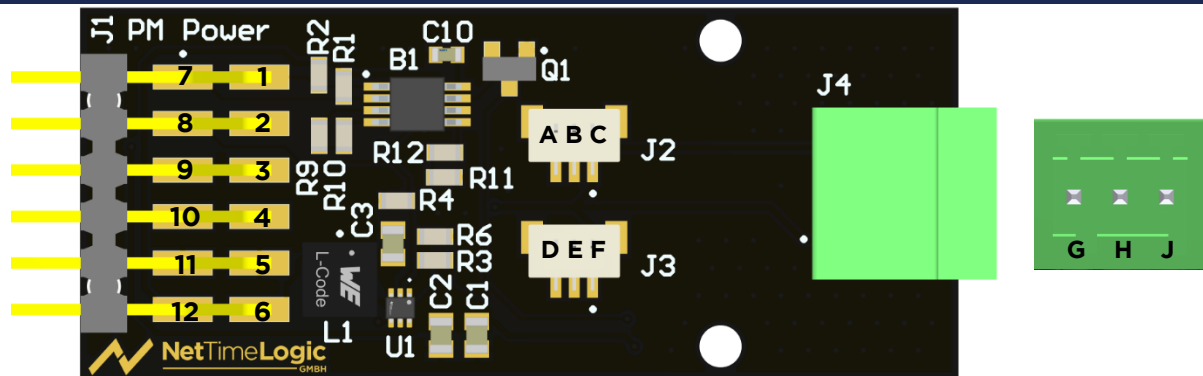 J1 PM Power
R2
R1
C10
B1
Q1
J4
7 1
8 2
9 3
10 4
11 5
12 6
A B C
J2
R12
R11
R9
R10
R4
C3
R6
R3
D E F
J3
G H J
L-Code
WE
L1
U1
C2
C1
NetTimeLogic
GMBH